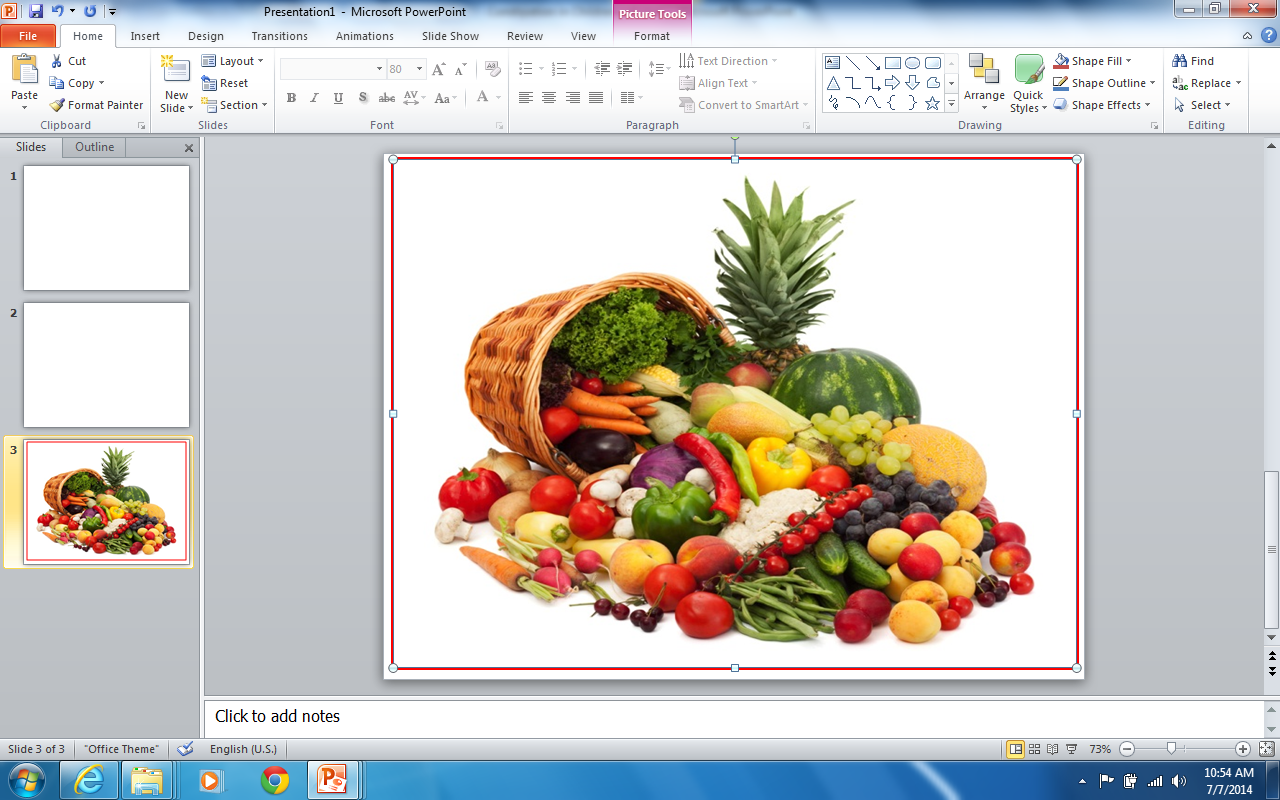 Presentation1 - Microsoft PowerPoint
Picture Tools
File Home Insert Design Transitions Animations Slide Show Review View Format
Paste
Cut
Copy
Format Painter
Clipboard
New Slide
Layout
Reset
Section
Slides
80
B I U S abc AV Aa A
Font
Text Direction
Align Text
Convert to SmartArt
Paragraph
Arrange
Quick Styles
Shape Fill
Shape Outline
Shape Effects
Drawing
Find
Replace
Select
Editing
Slides Outline
1
2
3
Click to add notes
Slide 3 of 3 "Office Theme" English (U.S.) 73%
10:54 AM
7/7/2014